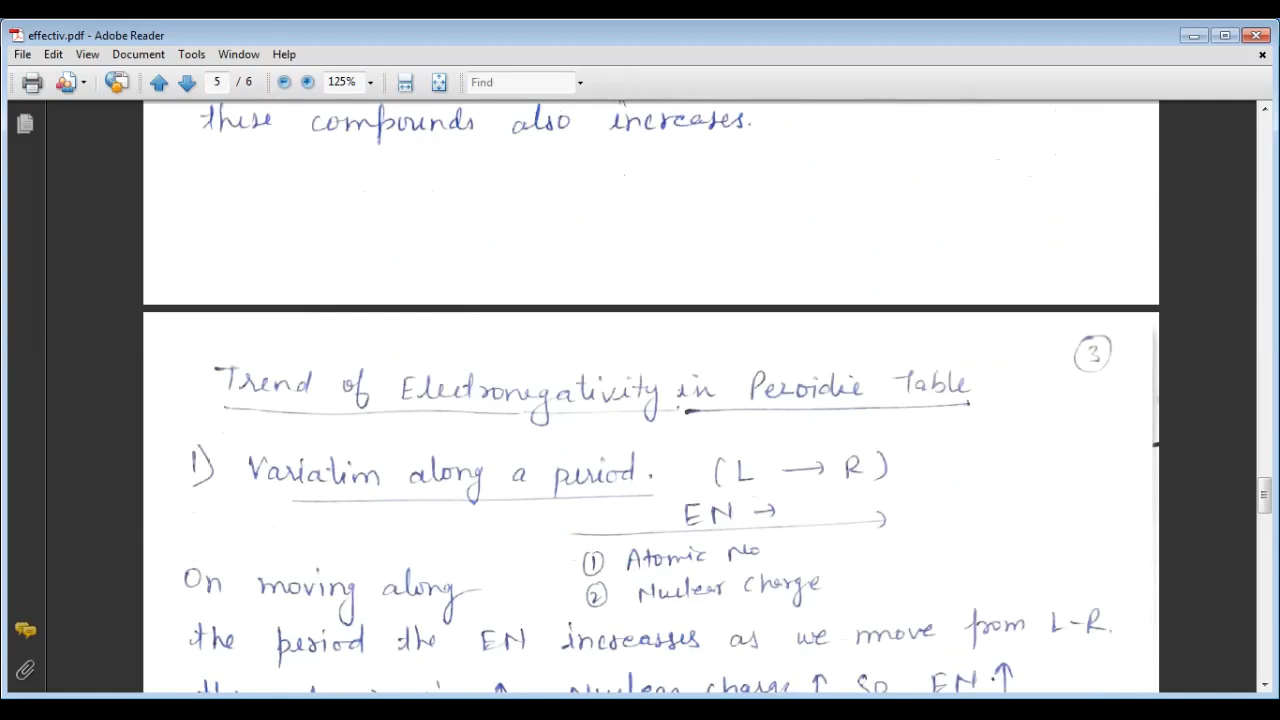 effectiv.pdf - Adobe Reader
File Edit View Document Tools Window Help
5 / 6 125% Find
these compounds also increases.
3
Trend of Electronegativity in Peroidic Table
1) Variation along a period. (L → R)
EN →
① Atomic No
② Nuclear charge
On moving along
the period the EN increasses as we move from L-R.
Nuclear charge ↑ so EN ↑